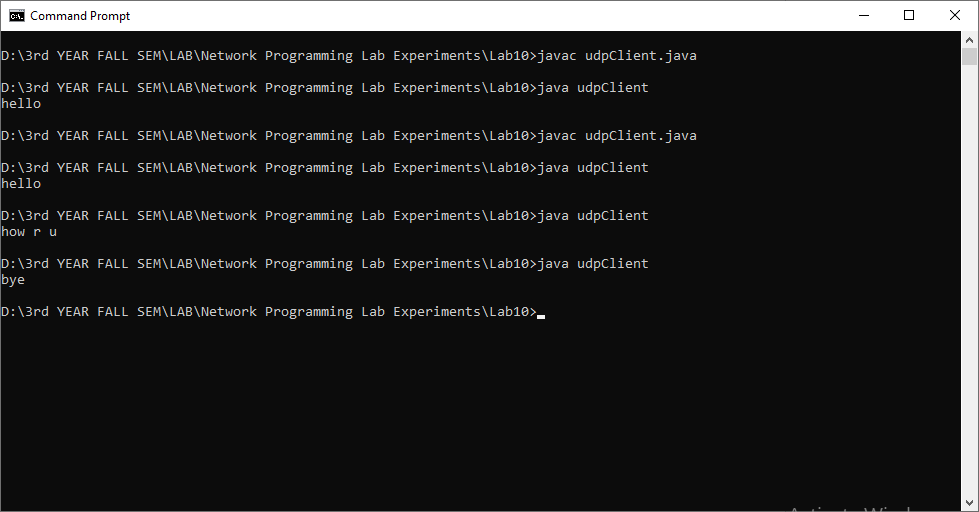 Command Prompt
D:\3rd YEAR FALL SEM\LAB\Network Programming Lab Experiments\Lab10>javac udpClient.java
D:\3rd YEAR FALL SEM\LAB\Network Programming Lab Experiments\Lab10>java udpClient
hello
D:\3rd YEAR FALL SEM\LAB\Network Programming Lab Experiments\Lab10>javac udpClient.java
D:\3rd YEAR FALL SEM\LAB\Network Programming Lab Experiments\Lab10>java udpClient
hello
D:\3rd YEAR FALL SEM\LAB\Network Programming Lab Experiments\Lab10>java udpClient
how r u
D:\3rd YEAR FALL SEM\LAB\Network Programming Lab Experiments\Lab10>java udpClient
bye
D:\3rd YEAR FALL SEM\LAB\Network Programming Lab Experiments\Lab10>